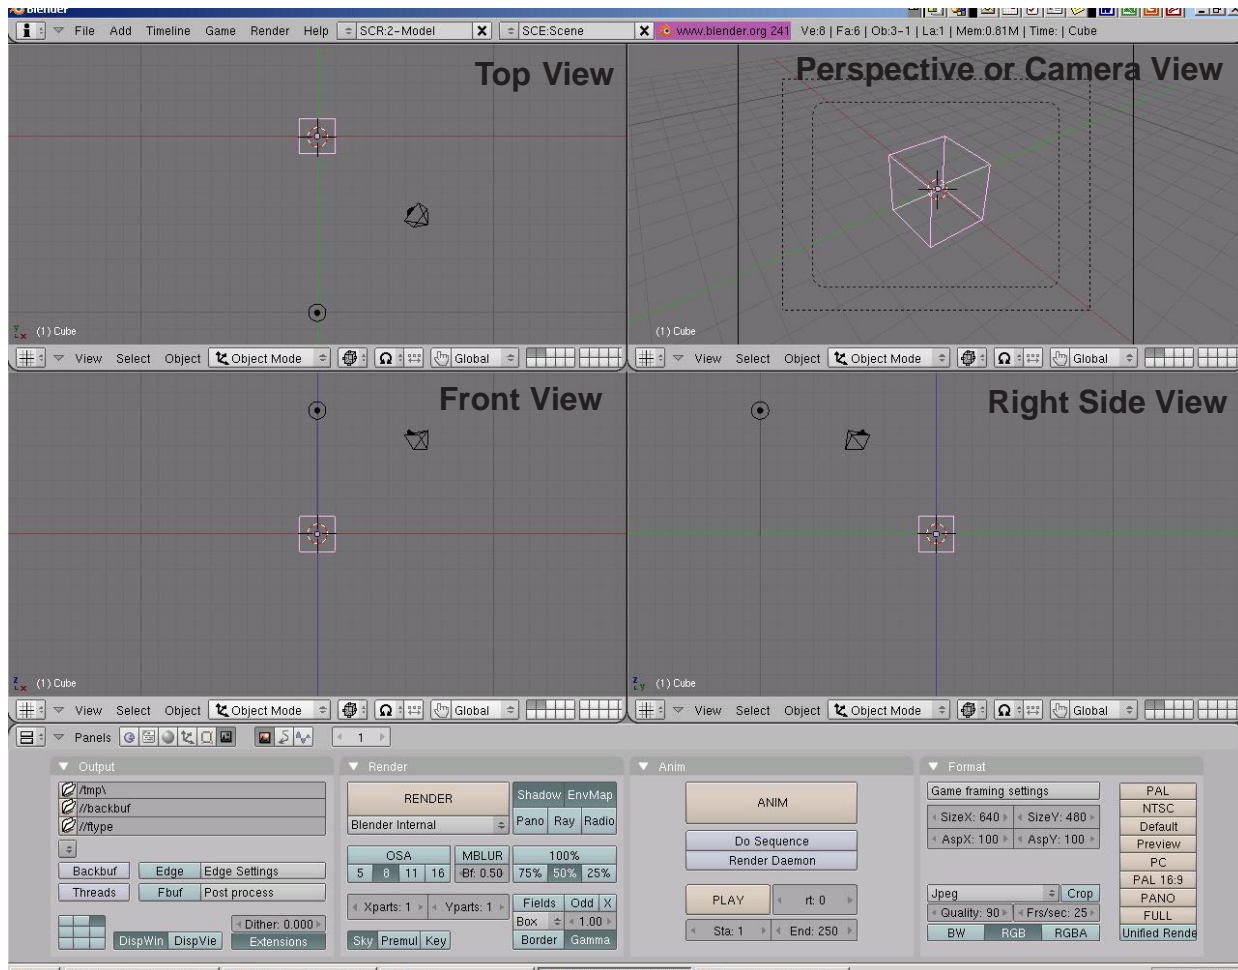 Blender
File Add Timeline Game Render Help SCR:2-Model X SCE:Scene X www.blender.org 241 Ve:8 | Fa:6 | Ob:3-1 | La:1 | Mem:0.81M | Time: | Cube
Top View
Perspective or Camera View
y x (1) Cube
(1) Cube
View Select Object Object Mode Global
View Select Object Object Mode Global
Front View
Right Side View
z x (1) Cube
z y (1) Cube
View Select Object Object Mode Global
View Select Object Object Mode Global
Panels 1
Output
/tmp\
//backbuf
//ftype
Backbuf Edge Edge Settings
Threads Fbuf Post process
Dither: 0.000
DispWin DispVie Extensions
Render
RENDER Shadow EnvMap
Blender Internal Pano Ray Radio
OSA MBLUR 100%
5 8 11 16 Bf: 0.50 75% 50% 25%
Xparts: 1 Yparts: 1 Fields Odd X
Box 1.00
Sky Premul Key Border Gamma
Anim
ANIM
Do Sequence
Render Daemon
PLAY rt: 0
Sta: 1 End: 250
Format
Game framing settings PAL
SizeX: 640 SizeY: 480 NTSC
Default
AspX: 100 AspY: 100 Preview
PC
PAL 16:9
Jpeg Crop PANO
Quality: 90 Frs/sec: 25 FULL
BW RGB RGBA Unified Rende